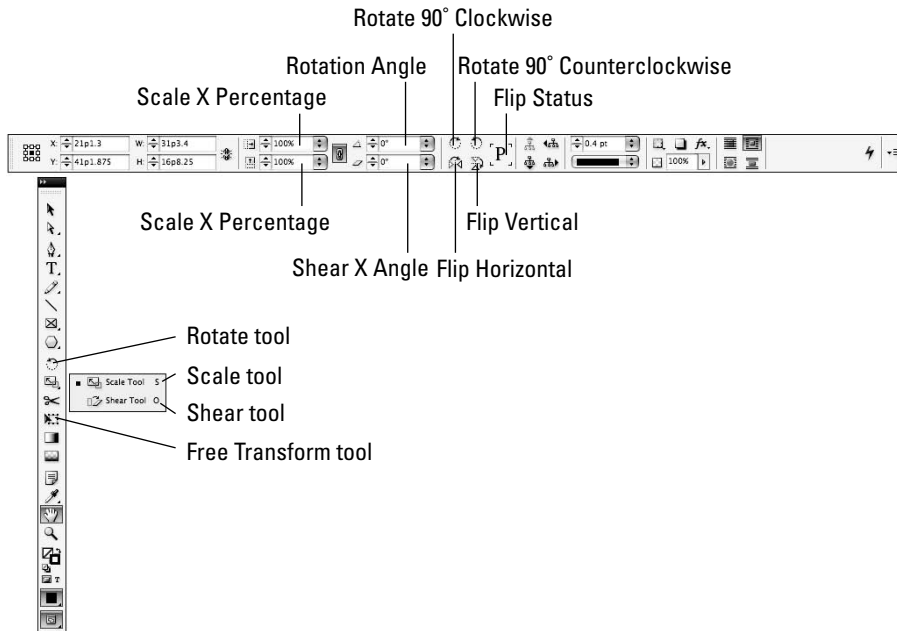 Rotate 90˚ Clockwise
Rotation Angle
Rotate 90˚ Counterclockwise
Scale X Percentage
Flip Status
X: 21p1.3 W: 31p3.4 100% 0° P 0.4 pt fx.
Y: 41p1.875 H: 16p8.25 100% 0° 100%
Scale X Percentage
Flip Vertical
Shear X Angle
Flip Horizontal
T
Rotate tool
Scale Tool S
Scale tool
Shear Tool O
Shear tool
Free Transform tool
T